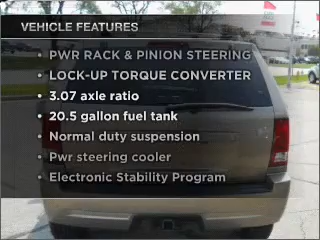 VEHICLE FEATURES
• PWR RACK & PINION STEERING
• LOCK-UP TORQUE CONVERTER
• 3.07 axle ratio
• 20.5 gallon fuel tank
• Normal duty suspension
• Pwr steering cooler
• Electronic Stability Program